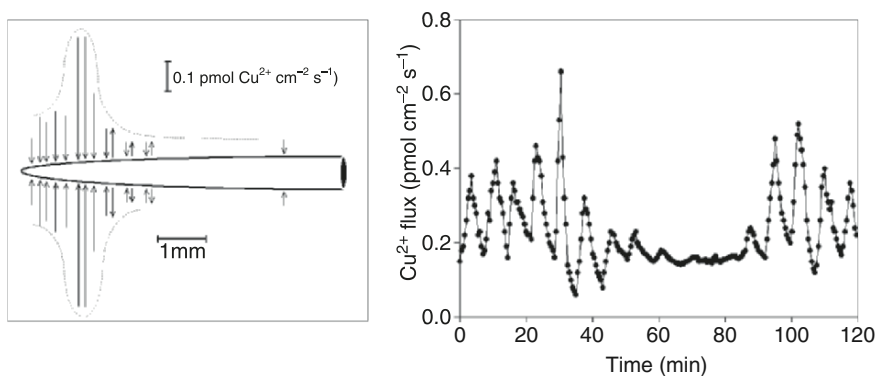 0.1 pmol Cu²⁺ cm⁻² s⁻¹)
1mm
Cu²⁺ flux (pmol cm⁻² s⁻¹)
0.8
0.6
0.4
0.2
0.0
0 20 40 60 80 100 120
Time (min)